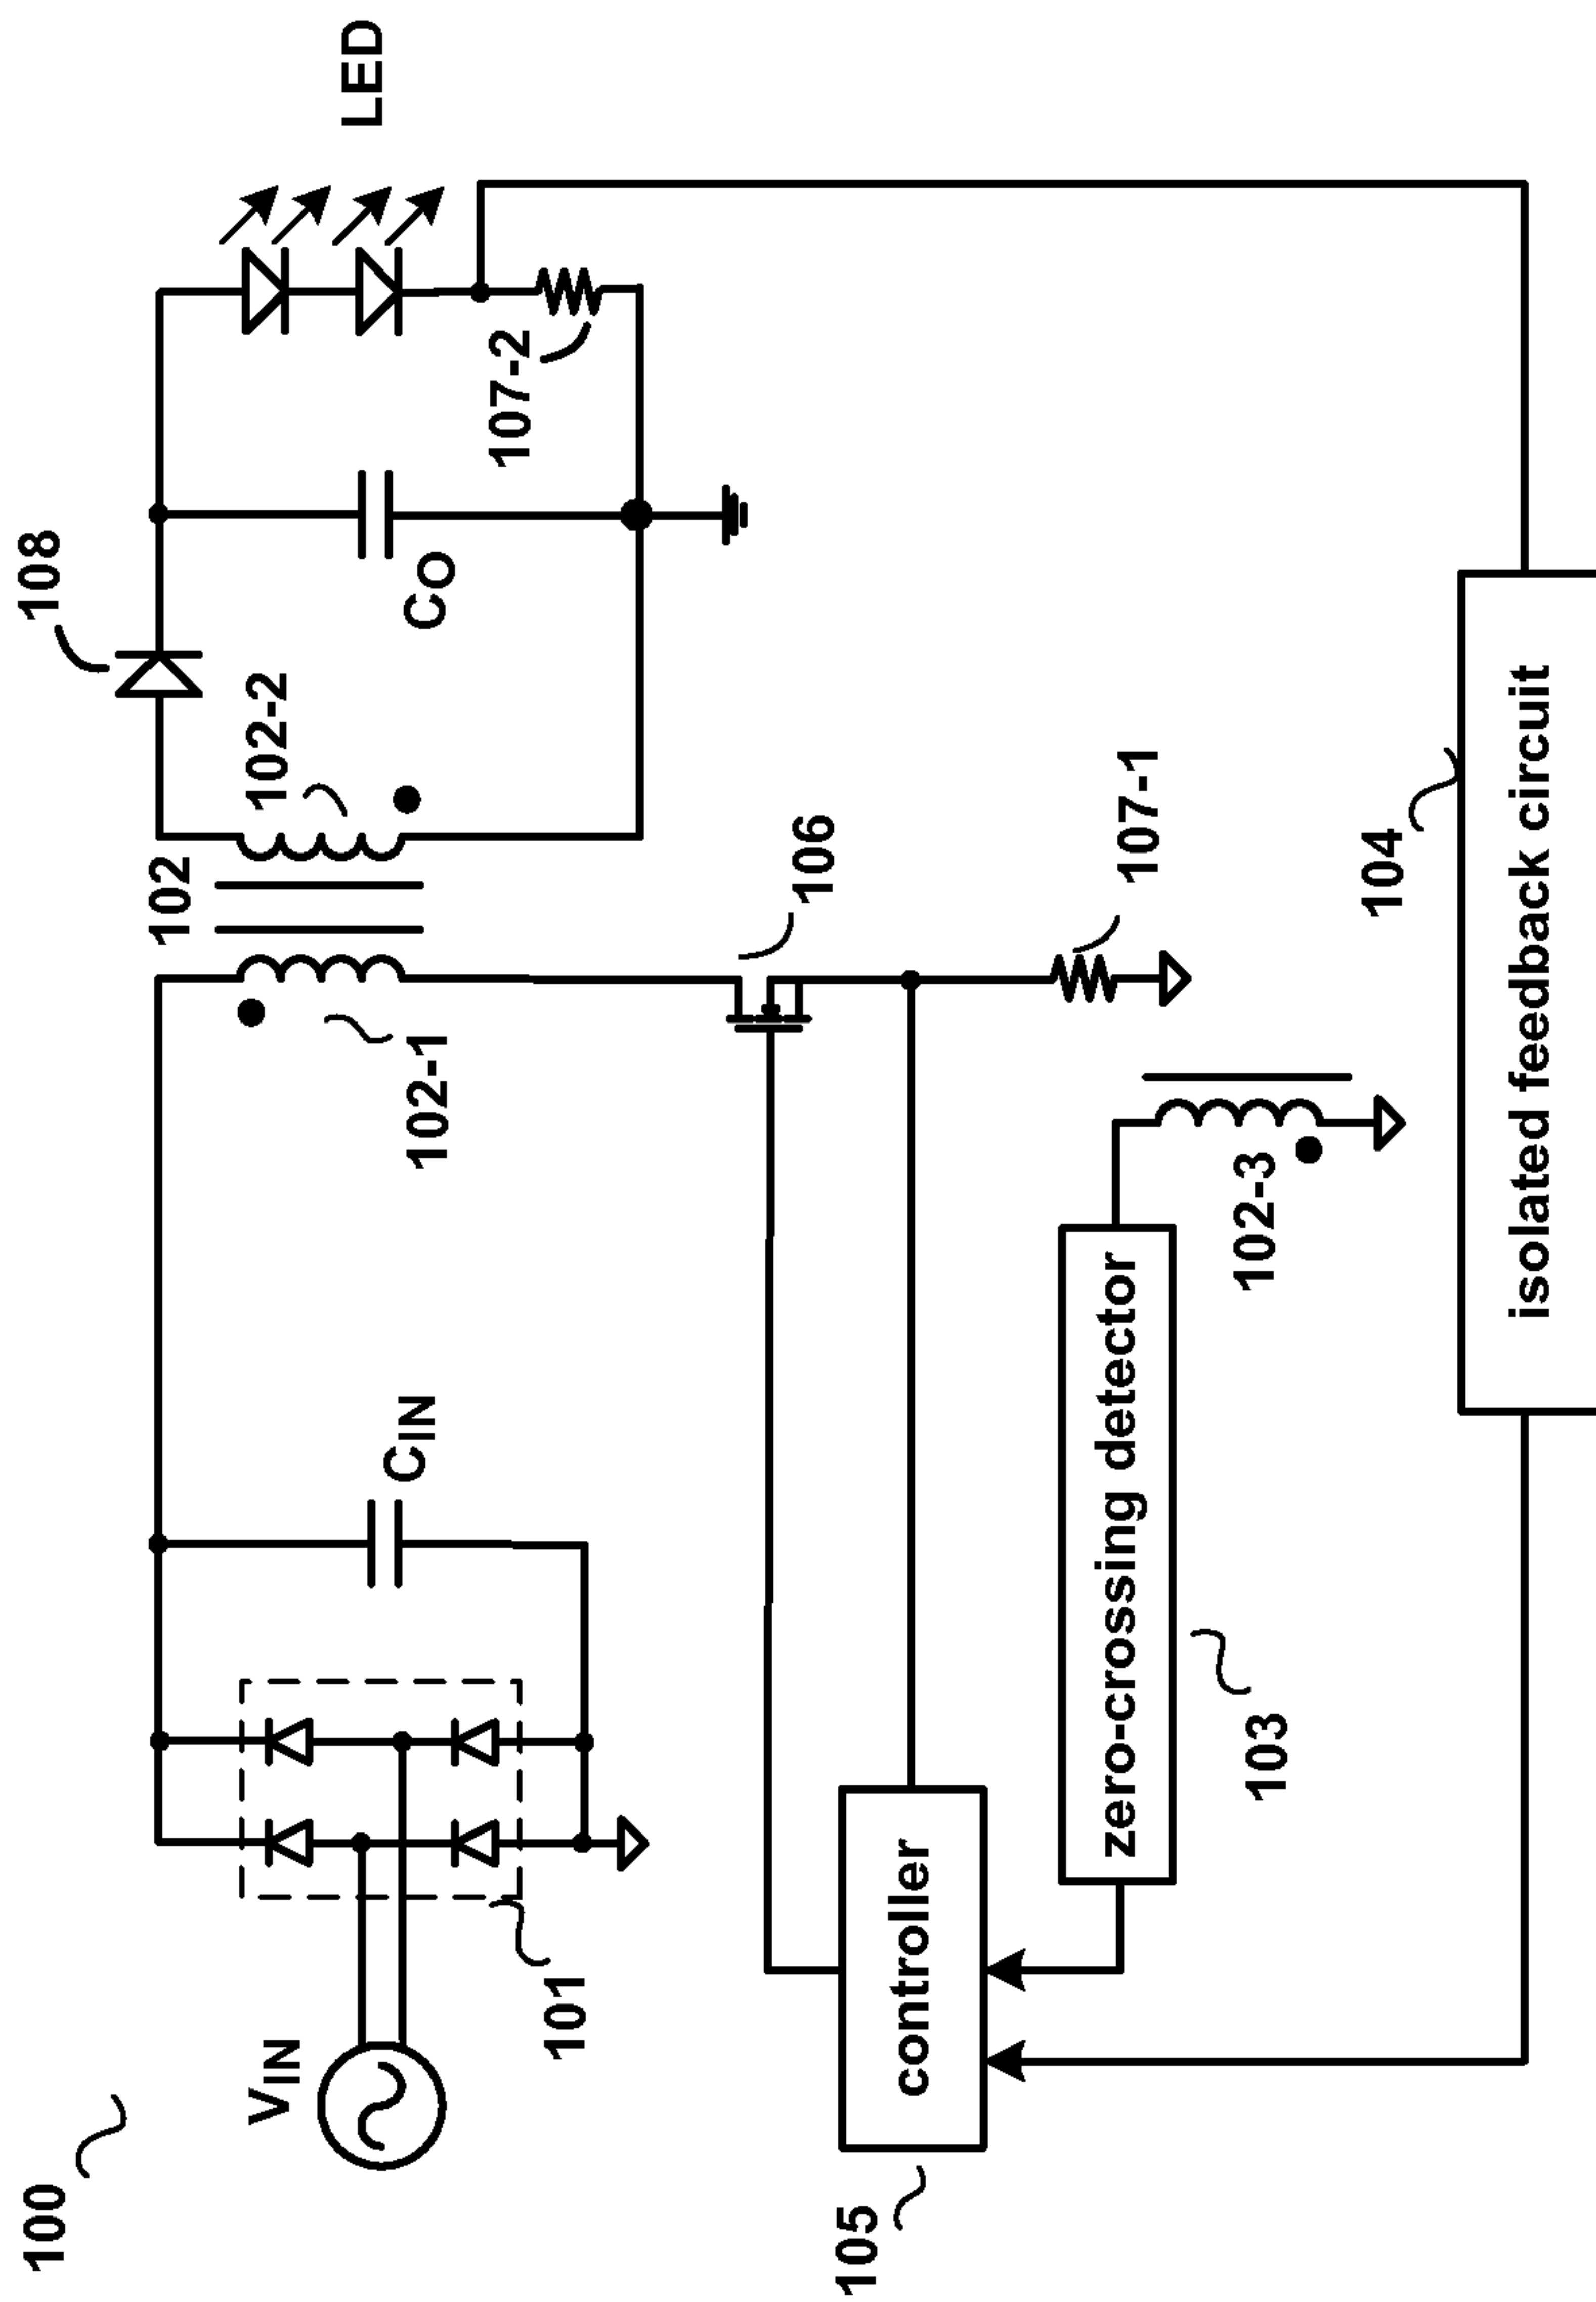 100
108
LED
102
102-2
VIN
CIN
102-1
CO
107-2
101
106
105
controller
zero-crossing detector
107-1
103
102-3
104
isolated feedback circuit